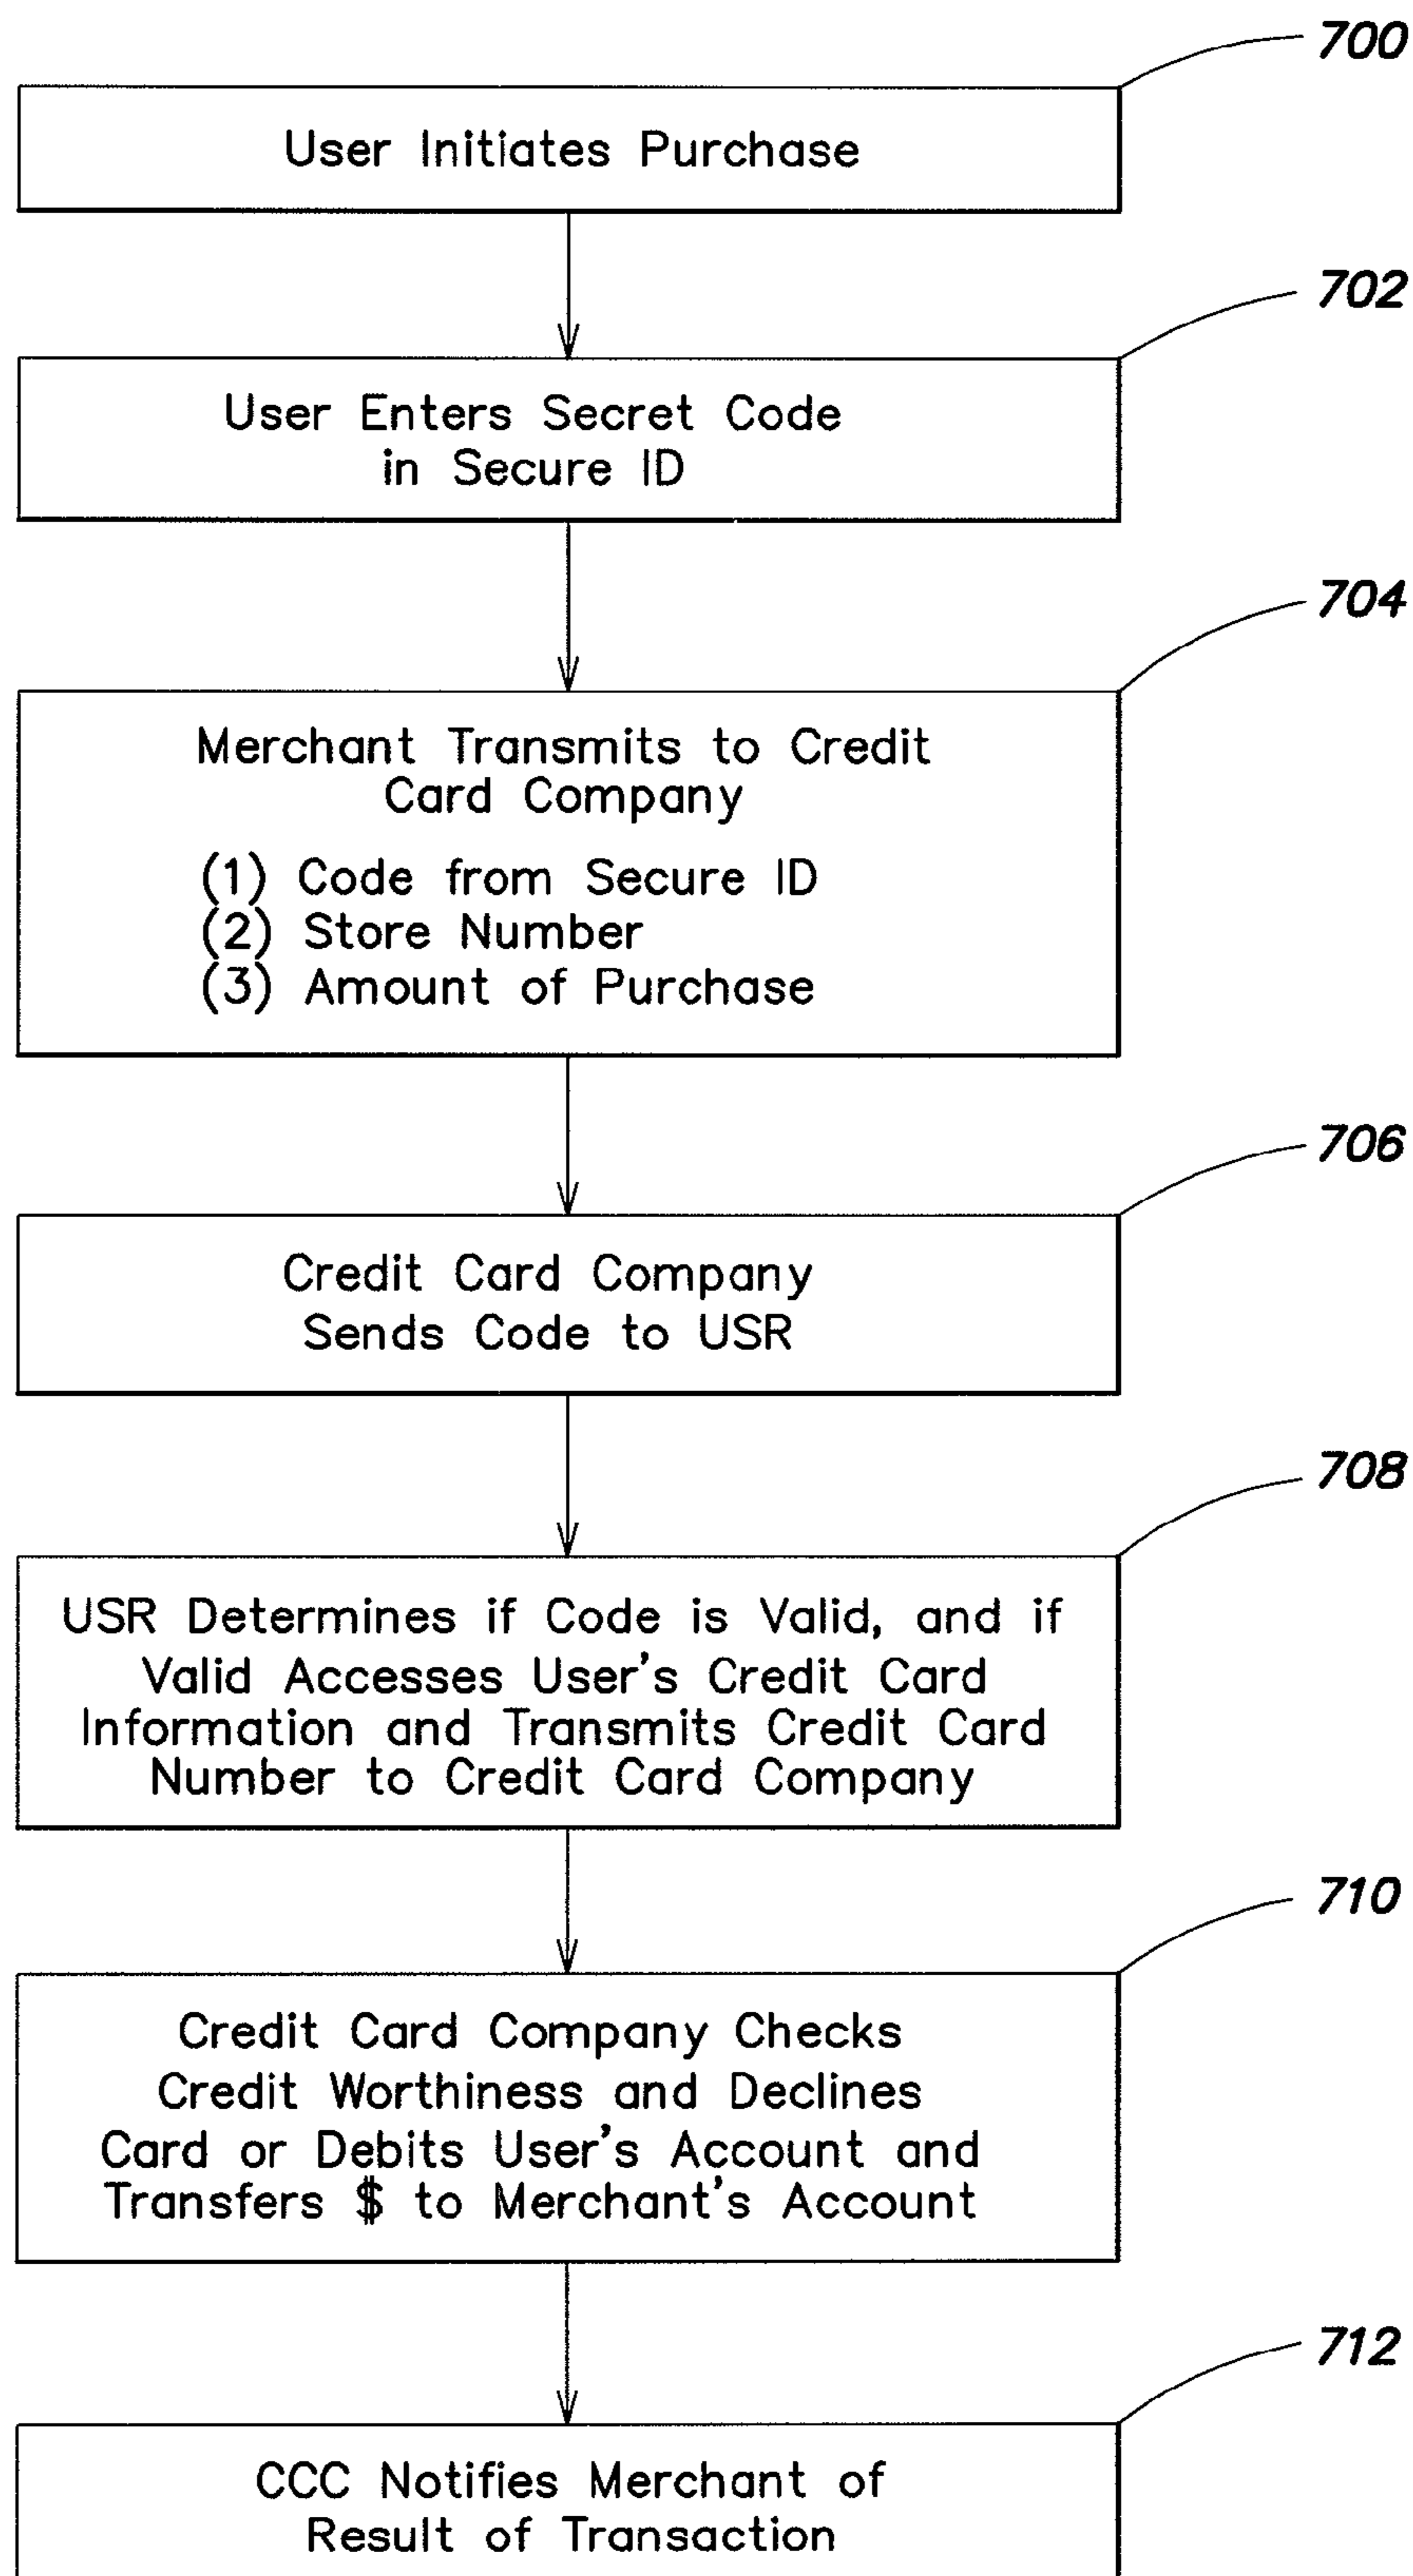 700
User Initiates Purchase
702
User Enters Secret Code
in Secure ID
704
Merchant Transmits to Credit
Card Company
(1) Code from Secure ID
(2) Store Number
(3) Amount of Purchase
706
Credit Card Company
Sends Code to USR
708
USR Determines if Code is Valid, and if
Valid Accesses User's Credit Card
Information and Transmits Credit Card
Number to Credit Card Company
710
Credit Card Company Checks
Credit Worthiness and Declines
Card or Debits User's Account and
Transfers $ to Merchant's Account
712
CCC Notifies Merchant of
Result of Transaction